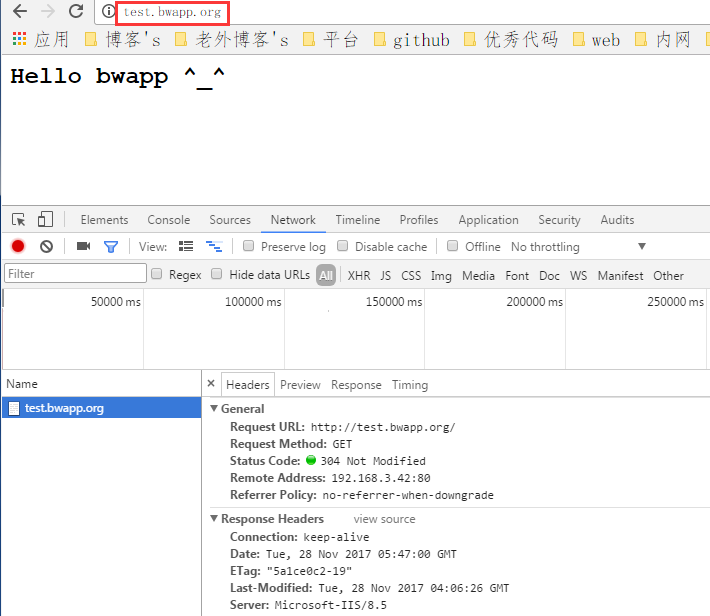 test.bwapp.org
应用 博客's 老外博客's 平台 github 优秀代码 web 内网
Hello bwapp ^_^
Elements Console Sources Network Timeline Profiles Application Security Audits
View: Preserve log Disable cache Offline No throttling
Filter Regex Hide data URLs All XHR JS CSS Img Media Font Doc WS Manifest Other
50000 ms 100000 ms 150000 ms 200000 ms 250000 ms
Name × Headers Preview Response Timing
test.bwapp.org
General
Request URL: http://test.bwapp.org/
Request Method: GET
Status Code: 304 Not Modified
Remote Address: 192.168.3.42:80
Referrer Policy: no-referrer-when-downgrade
Response Headers view source
Connection: keep-alive
Date: Tue, 28 Nov 2017 05:47:00 GMT
ETag: "5a1ce0c2-19"
Last-Modified: Tue, 28 Nov 2017 04:06:26 GMT
Server: Microsoft-IIS/8.5